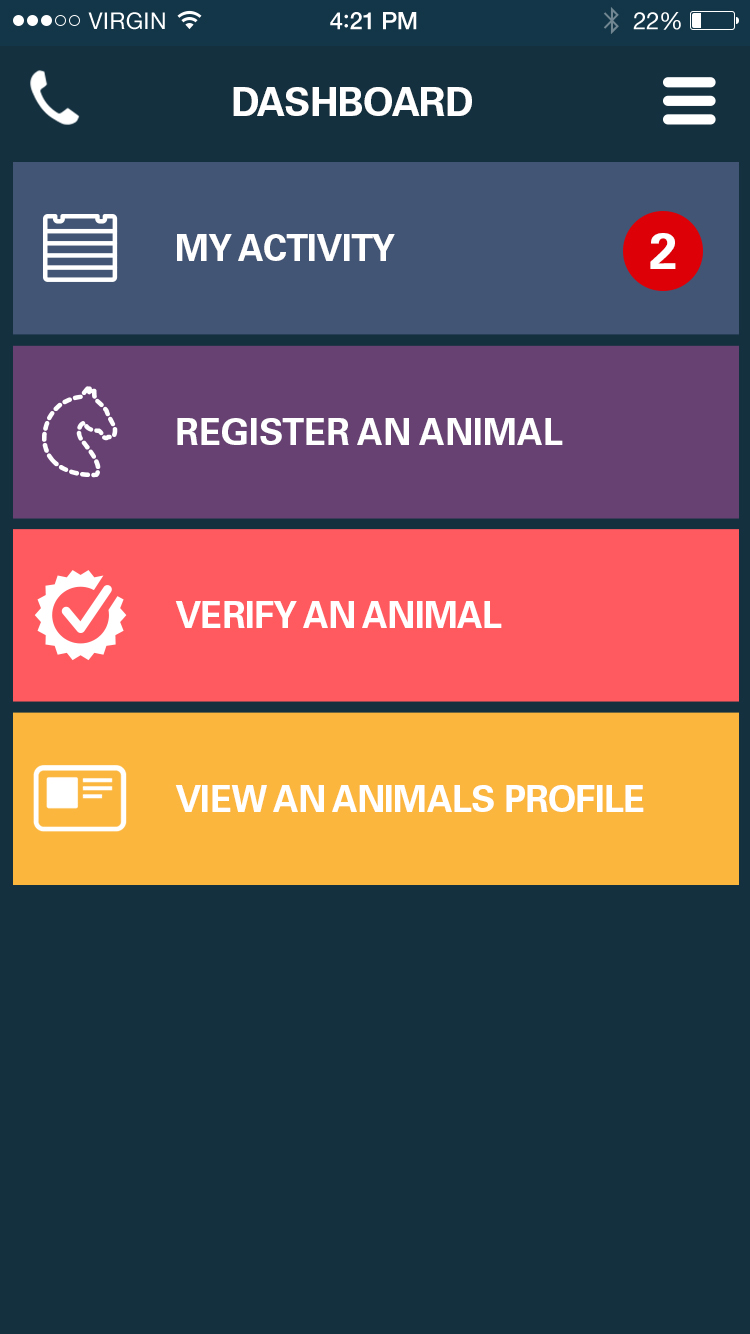 VIRGIN 4:21 PM 22%
DASHBOARD
MY ACTIVITY 2
REGISTER AN ANIMAL
VERIFY AN ANIMAL
VIEW AN ANIMALS PROFILE